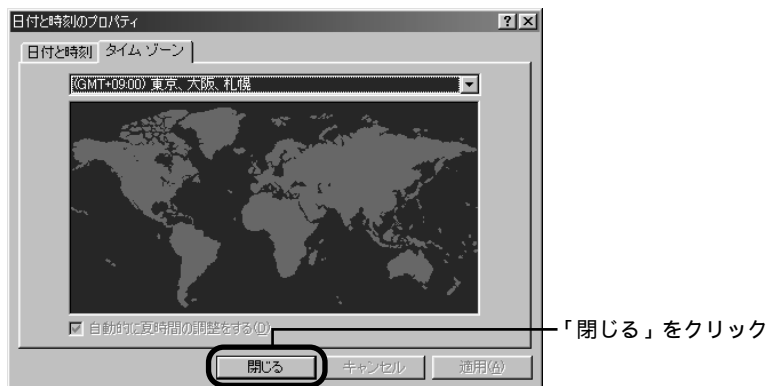 日付と時刻のプロパティ
日付と時刻 タイム ゾーン
(GMT+09:00) 東京、大阪、札幌
自動的に夏時間の調整をする(D)
「閉じる」をクリック
閉じる キャンセル 適用(A)